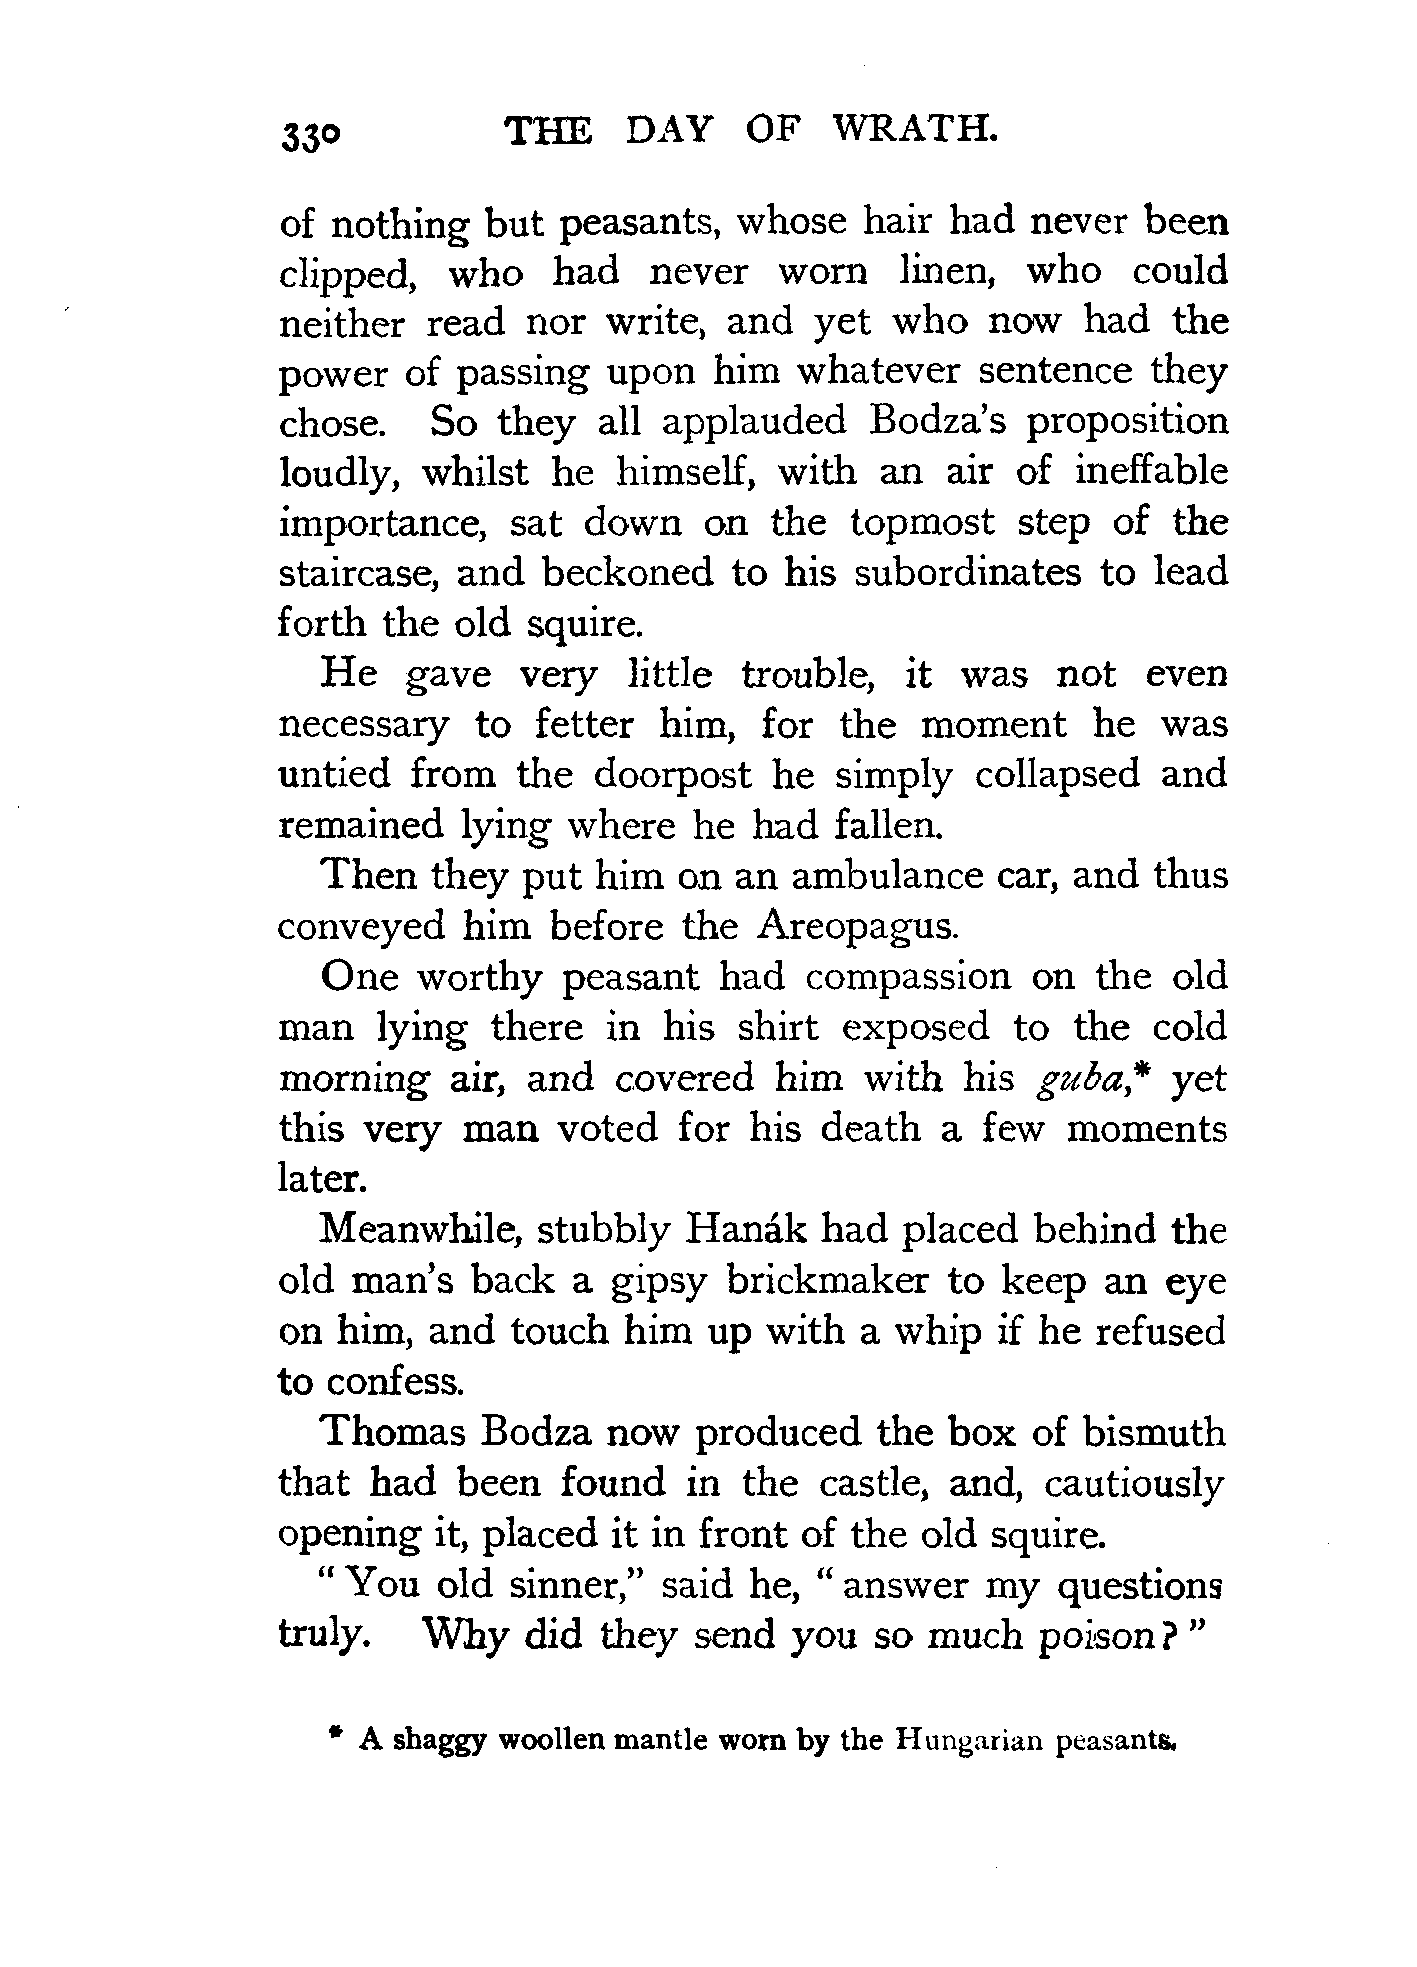 330 THE DAY OF WRATH.
of nothing but peasants, whose hair had never been
clipped, who had never worn linen, who could
neither read nor write, and yet who now had the
power of passing upon him whatever sentence they
chose. So they all applauded Bodza's proposition
loudly, whilst he himself, with an air of ineffable
importance, sat down on the topmost step of the
staircase, and beckoned to his subordinates to lead
forth the old squire.
He gave very little trouble, it was not even
necessary to fetter him, for the moment he was
untied from the doorpost he simply collapsed and
remained lying where he had fallen.
Then they put him on an ambulance car, and thus
conveyed him before the Areopagus.
One worthy peasant had compassion on the old
man lying there in his shirt exposed to the cold
morning air, and covered him with his guba,* yet
this very man voted for his death a few moments
later.
Meanwhile, stubbly Hanák had placed behind the
old man's back a gipsy brickmaker to keep an eye
on him, and touch him up with a whip if he refused
to confess.
Thomas Bodza now produced the box of bismuth
that had been found in the castle, and, cautiously
opening it, placed it in front of the old squire.
"You old sinner," said he, "answer my questions
truly. Why did they send you so much poison?"
* A shaggy woollen mantle worn by the Hungarian peasants.